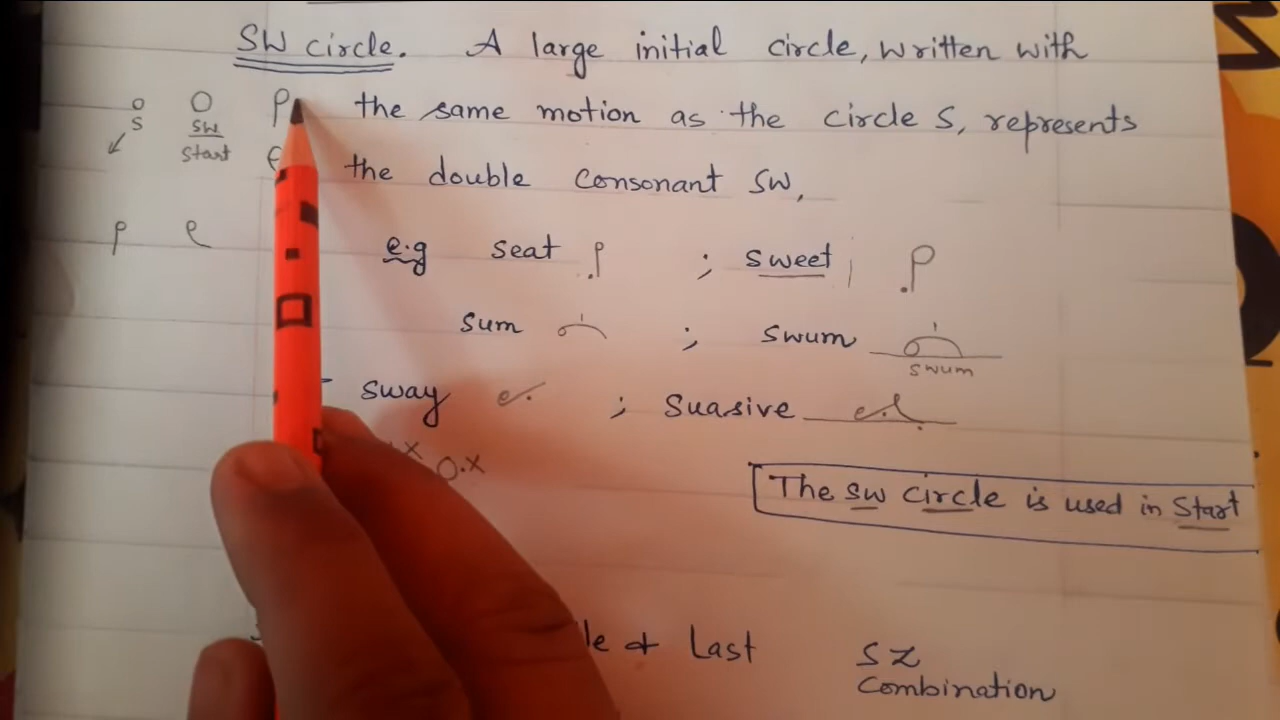 SW circle. A large initial circle, written with
S SW the same motion as the circle S, represents
Start the double consonant SW,
e.g seat ; sweet
sum ; swum
swum
sway ; suasive
The SW circle is used in Start
& Last SZ
Combination